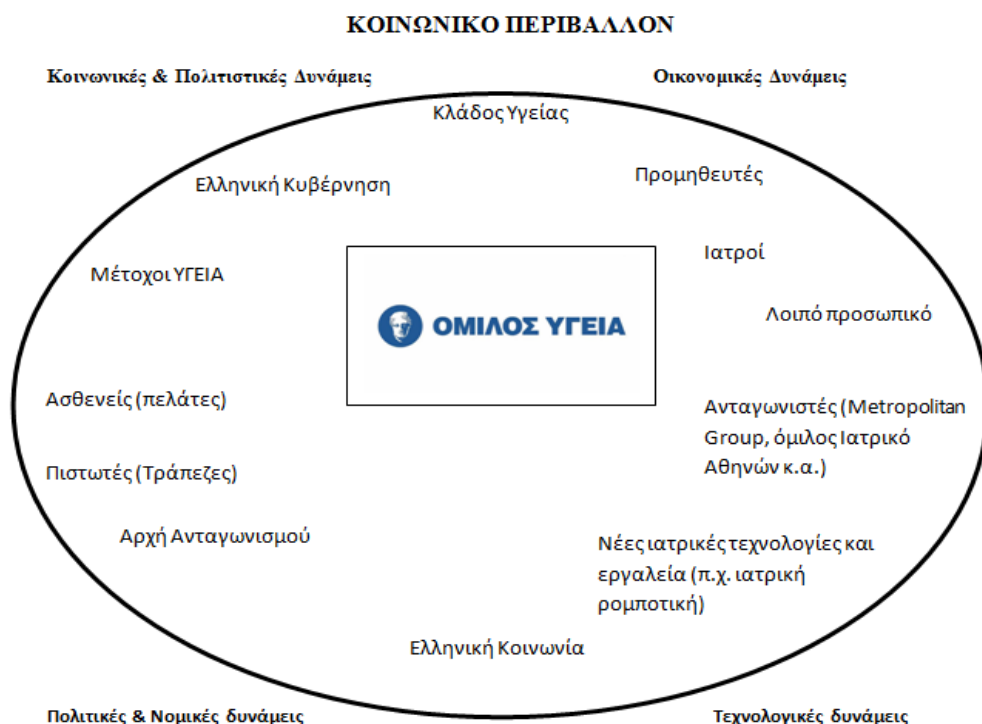 ΚΟΙΝΩΝΙΚΟ ΠΕΡΙΒΑΛΛΟΝ
Κοινωνικές & Πολιτιστικές Δυνάμεις
Οικονομικές Δυνάμεις
Κλάδος Υγείας
Ελληνική Κυβέρνηση
Προμηθευτές
Μέτοχοι ΥΓΕΙΑ
Ιατροί
ΟΜΙΛΟΣ ΥΓΕΙΑ
Λοιπό προσωπικό
Ασθενείς (πελάτες)
Ανταγωνιστές (Metropolitan
Group, όμιλος Ιατρικό
Αθηνών κ.α.)
Πιστωτές (Τράπεζες)
Αρχή Ανταγωνισμού
Νέες ιατρικές τεχνολογίες και
εργαλεία (π.χ. ιατρική
ρομποτική)
Ελληνική Κοινωνία
Πολιτικές & Νομικές δυνάμεις
Τεχνολογικές δυνάμεις